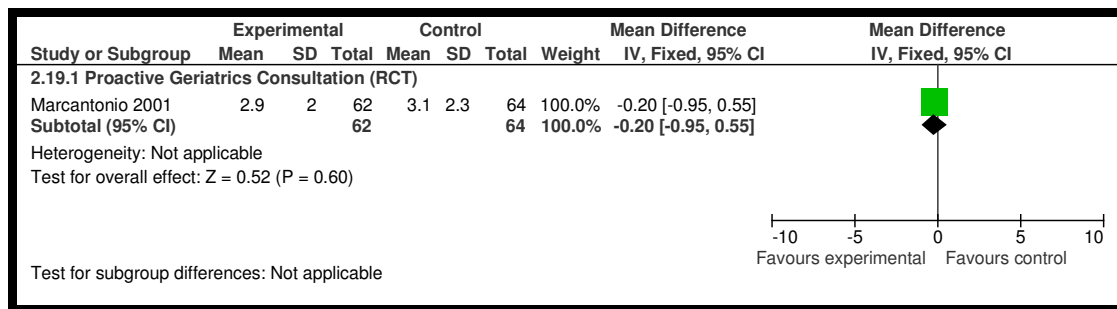 Experimental Control Mean Difference Mean Difference
Study or Subgroup Mean SD Total Mean SD Total Weight IV, Fixed, 95% CI IV, Fixed, 95% CI
2.19.1 Proactive Geriatrics Consultation (RCT)
Marcantonio 2001 2.9 2 62 3.1 2.3 64 100.0% -0.20 [-0.95, 0.55]
Subtotal (95% CI) 62 64 100.0% -0.20 [-0.95, 0.55]
Heterogeneity: Not applicable
Test for overall effect: Z = 0.52 (P = 0.60)
-10 -5 0 5 10
Favours experimental Favours control
Test for subgroup differences: Not applicable